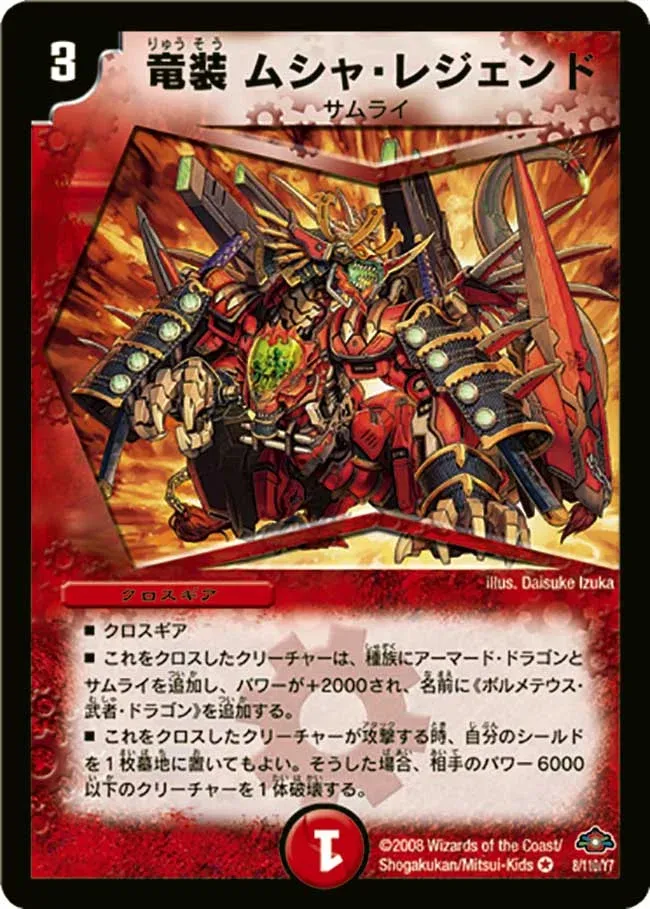 3
りゅう そう
竜装 ムシャ・レジェンド
サムライ
illus. Daisuke Izuka
クロスギア
■ クロスギア
■ これをクロスしたクリーチャーは、種族にアーマード・ドラゴンと
サムライを追加し、パワーが+2000され、名前に《ボルメテウス・
武者・ドラゴン》を追加する。
■ これをクロスしたクリーチャーが攻撃する時、自分のシールド
を1枚墓地に置いてもよい。そうした場合、相手のパワー6000
以下のクリーチャーを1体破壊する。
1
©2008 Wizards of the Coast/
Shogakukan/Mitsui-Kids
8/110/Y7